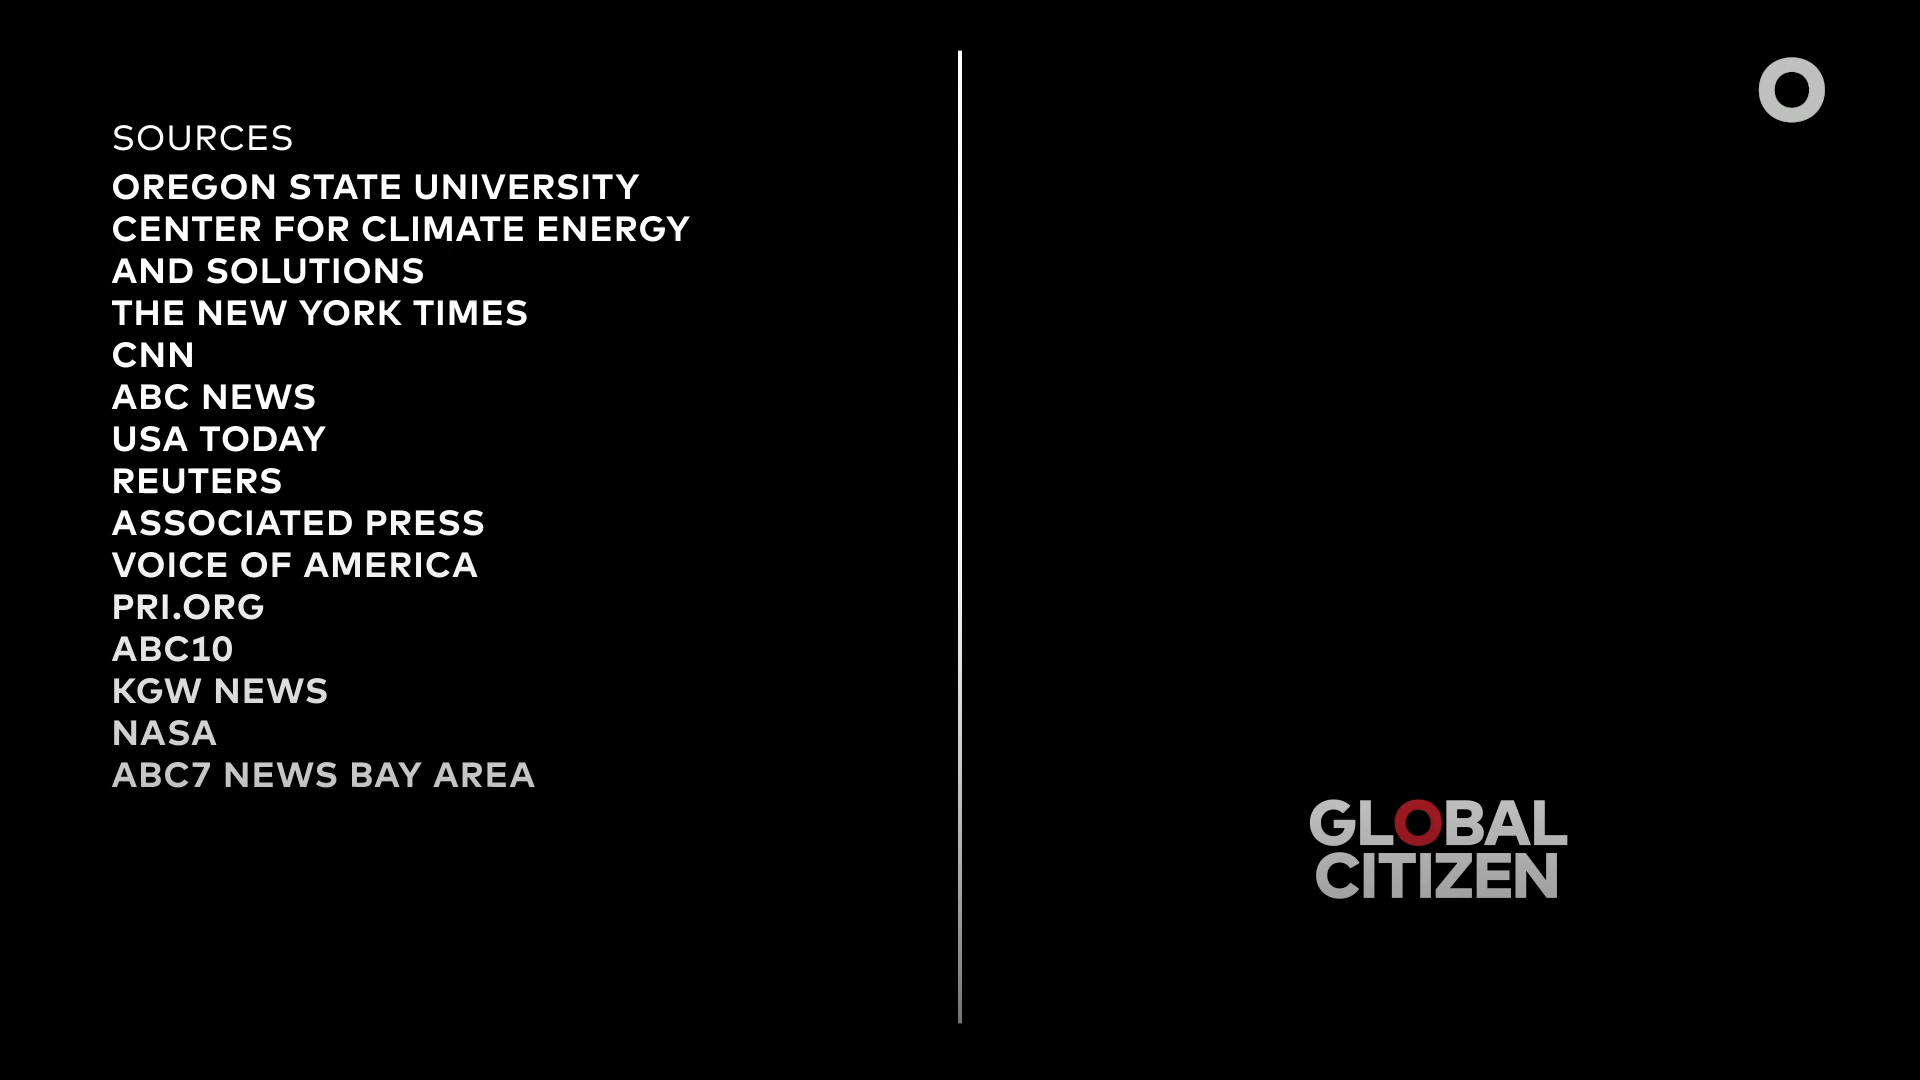 SOURCES
OREGON STATE UNIVERSITY
CENTER FOR CLIMATE ENERGY
AND SOLUTIONS
THE NEW YORK TIMES
CNN
ABC NEWS
USA TODAY
REUTERS
ASSOCIATED PRESS
VOICE OF AMERICA
PRI.ORG
ABC10
KGW NEWS
NASA
ABC7 NEWS BAY AREA
GLOBAL
CITIZEN